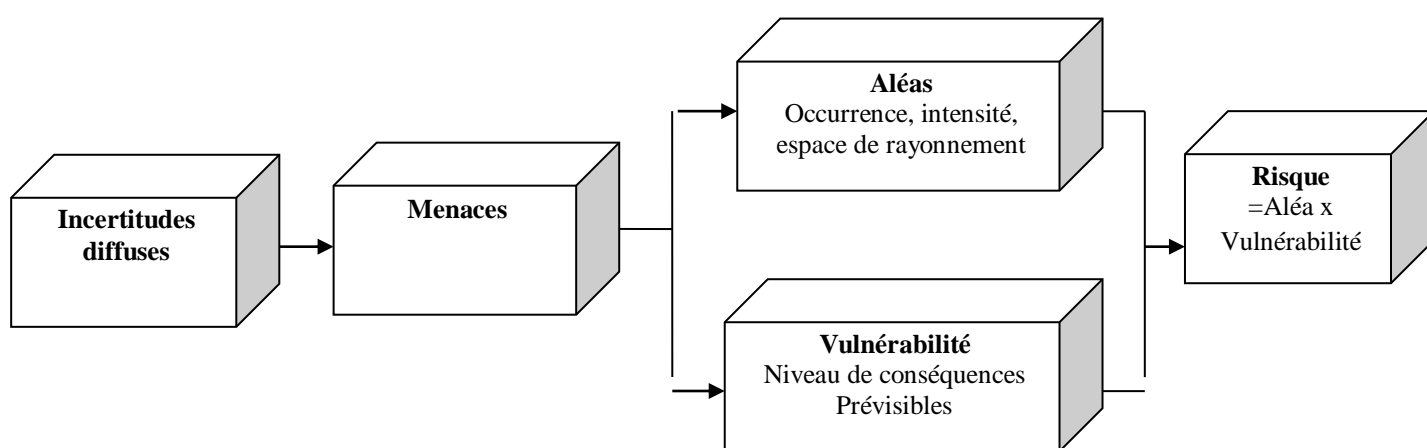 Incertitudes
diffuses
Menaces
Aléas
Occurrence, intensité,
espace de rayonnement
Vulnérabilité
Niveau de conséquences
Prévisibles
Risque
=Aléa x
Vulnérabilité